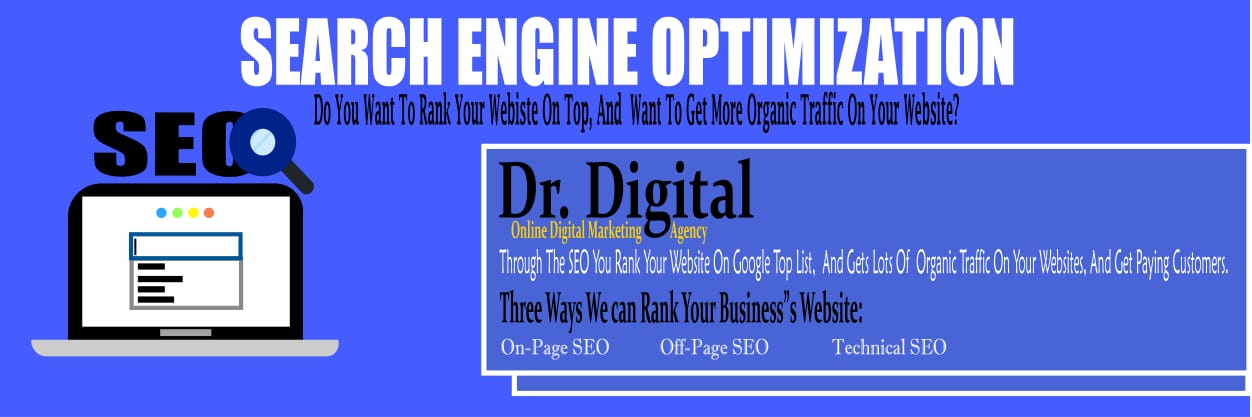 SEARCH ENGINE OPTIMIZATION
Do You Want To Rank Your Webiste On Top, And Want To Get More Organic Traffic On Your Website?
SEO
Dr. Digital
Online Digital Marketing Agency
Through The SEO You Rank Your Website On Google Top List, And Gets Lots Of Organic Traffic On Your Websites, And Get Paying Customers.
Three Ways We can Rank Your Business"s Website:
On-Page SEO Off-Page SEO Technical SEO